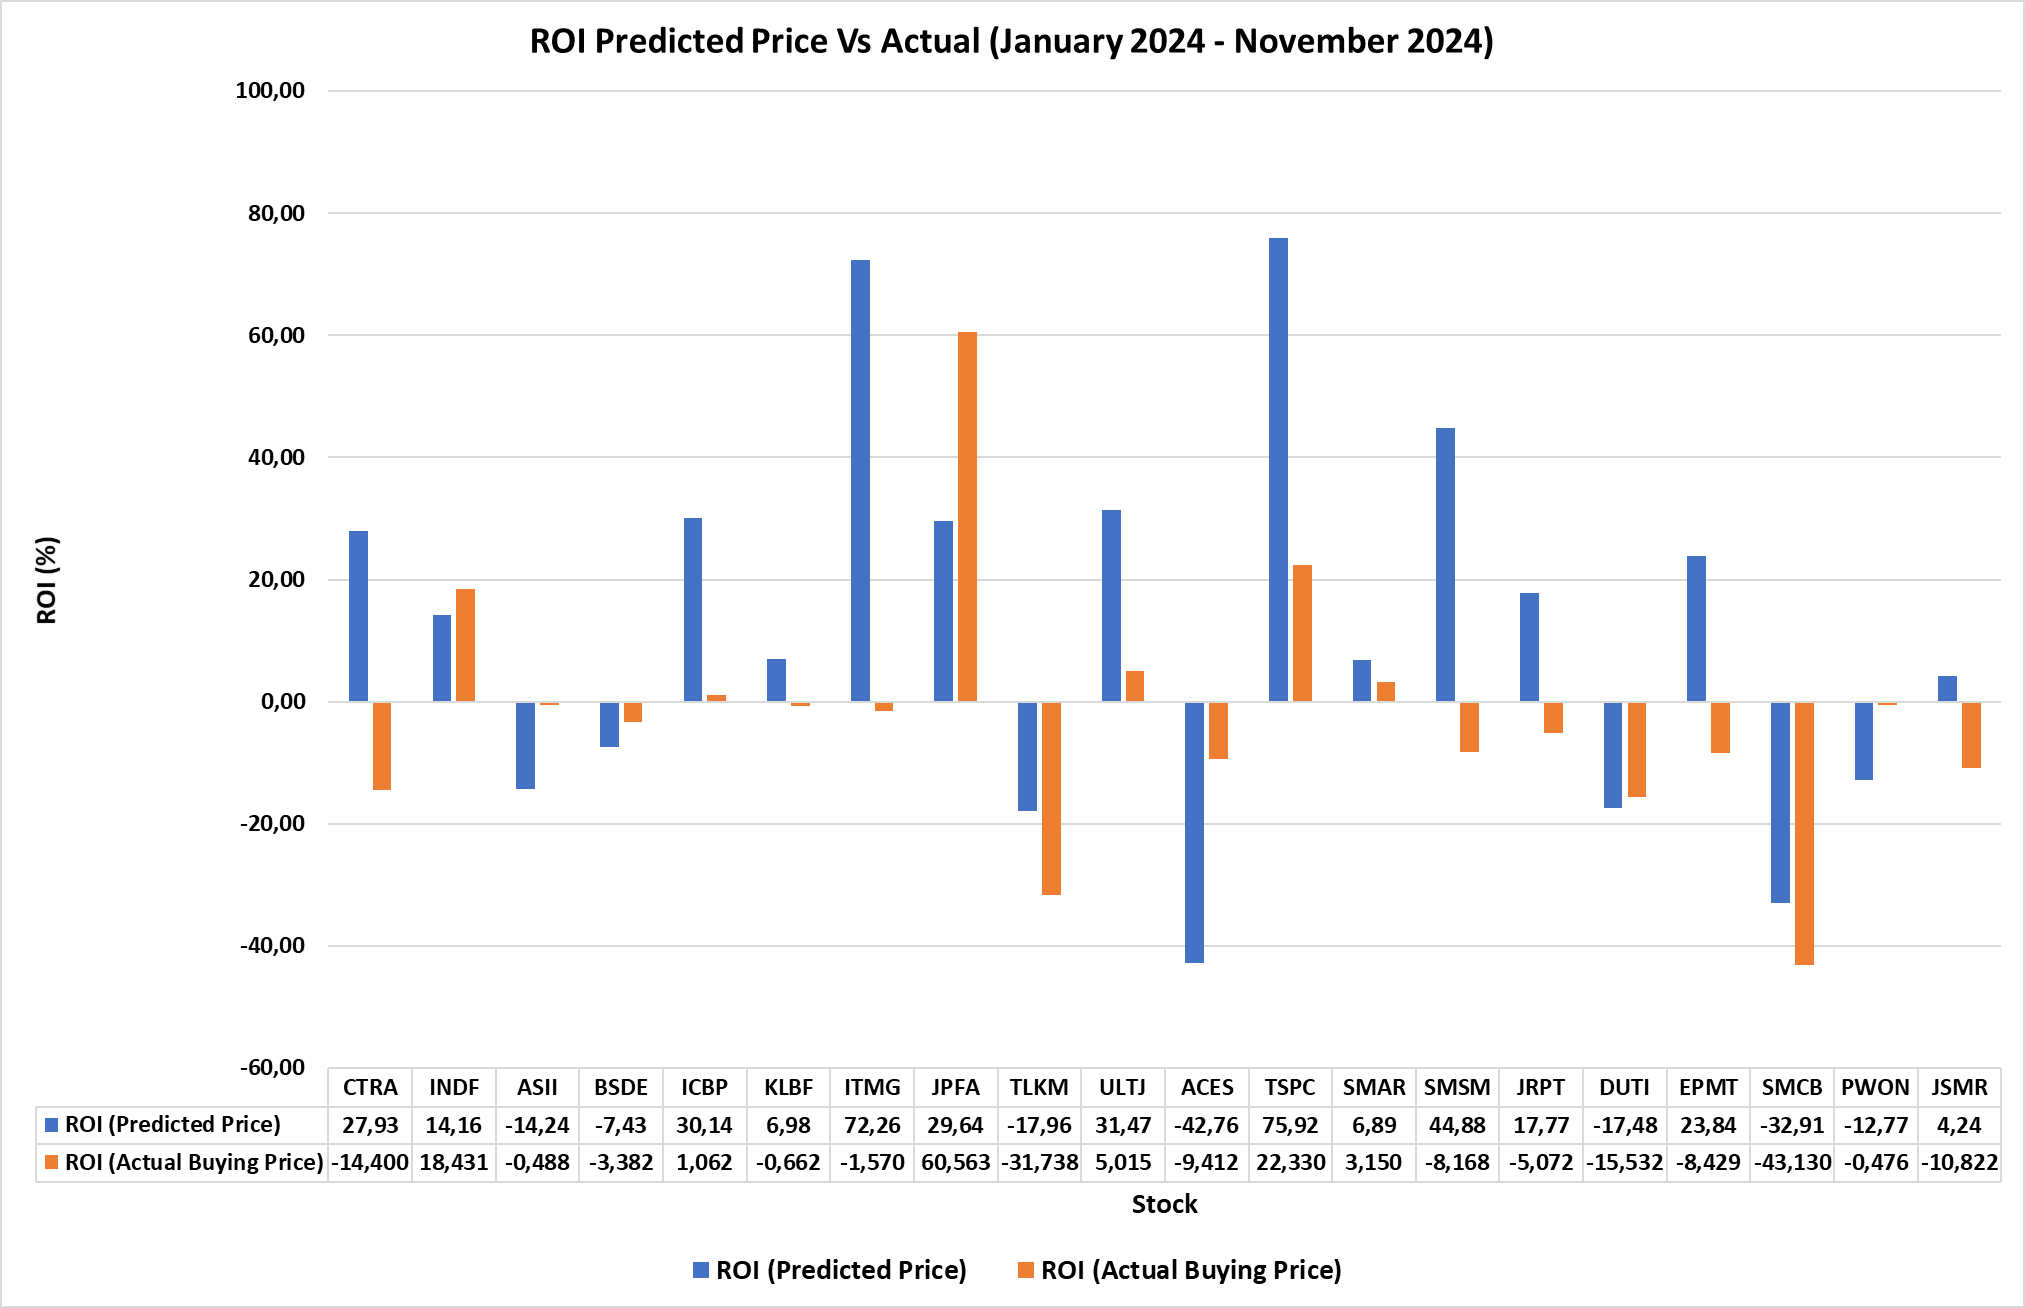 ROI Predicted Price Vs Actual (January 2024 - November 2024)
100,00
80,00
60,00
40,00
20,00
0,00
-20,00
-40,00
-60,00
ROI (%)
CTRA INDF ASII BSDE ICBP KLBF ITMG JPFA TLKM ULTJ ACES TSPC SMAR SMSM JRPT DUTI EPMT SMCB PWON JSMR
ROI (Predicted Price) 27,93 14,16 -14,24 -7,43 30,14 6,98 72,26 29,64 -17,96 31,47 -42,76 75,92 6,89 44,88 17,77 -17,48 23,84 -32,91 -12,77 4,24
ROI (Actual Buying Price) -14,400 18,431 -0,488 -3,382 1,062 -0,662 -1,570 60,563 -31,738 5,015 -9,412 22,330 3,150 -8,168 -5,072 -15,532 -8,429 -43,130 -0,476 -10,822
Stock
ROI (Predicted Price) ROI (Actual Buying Price)